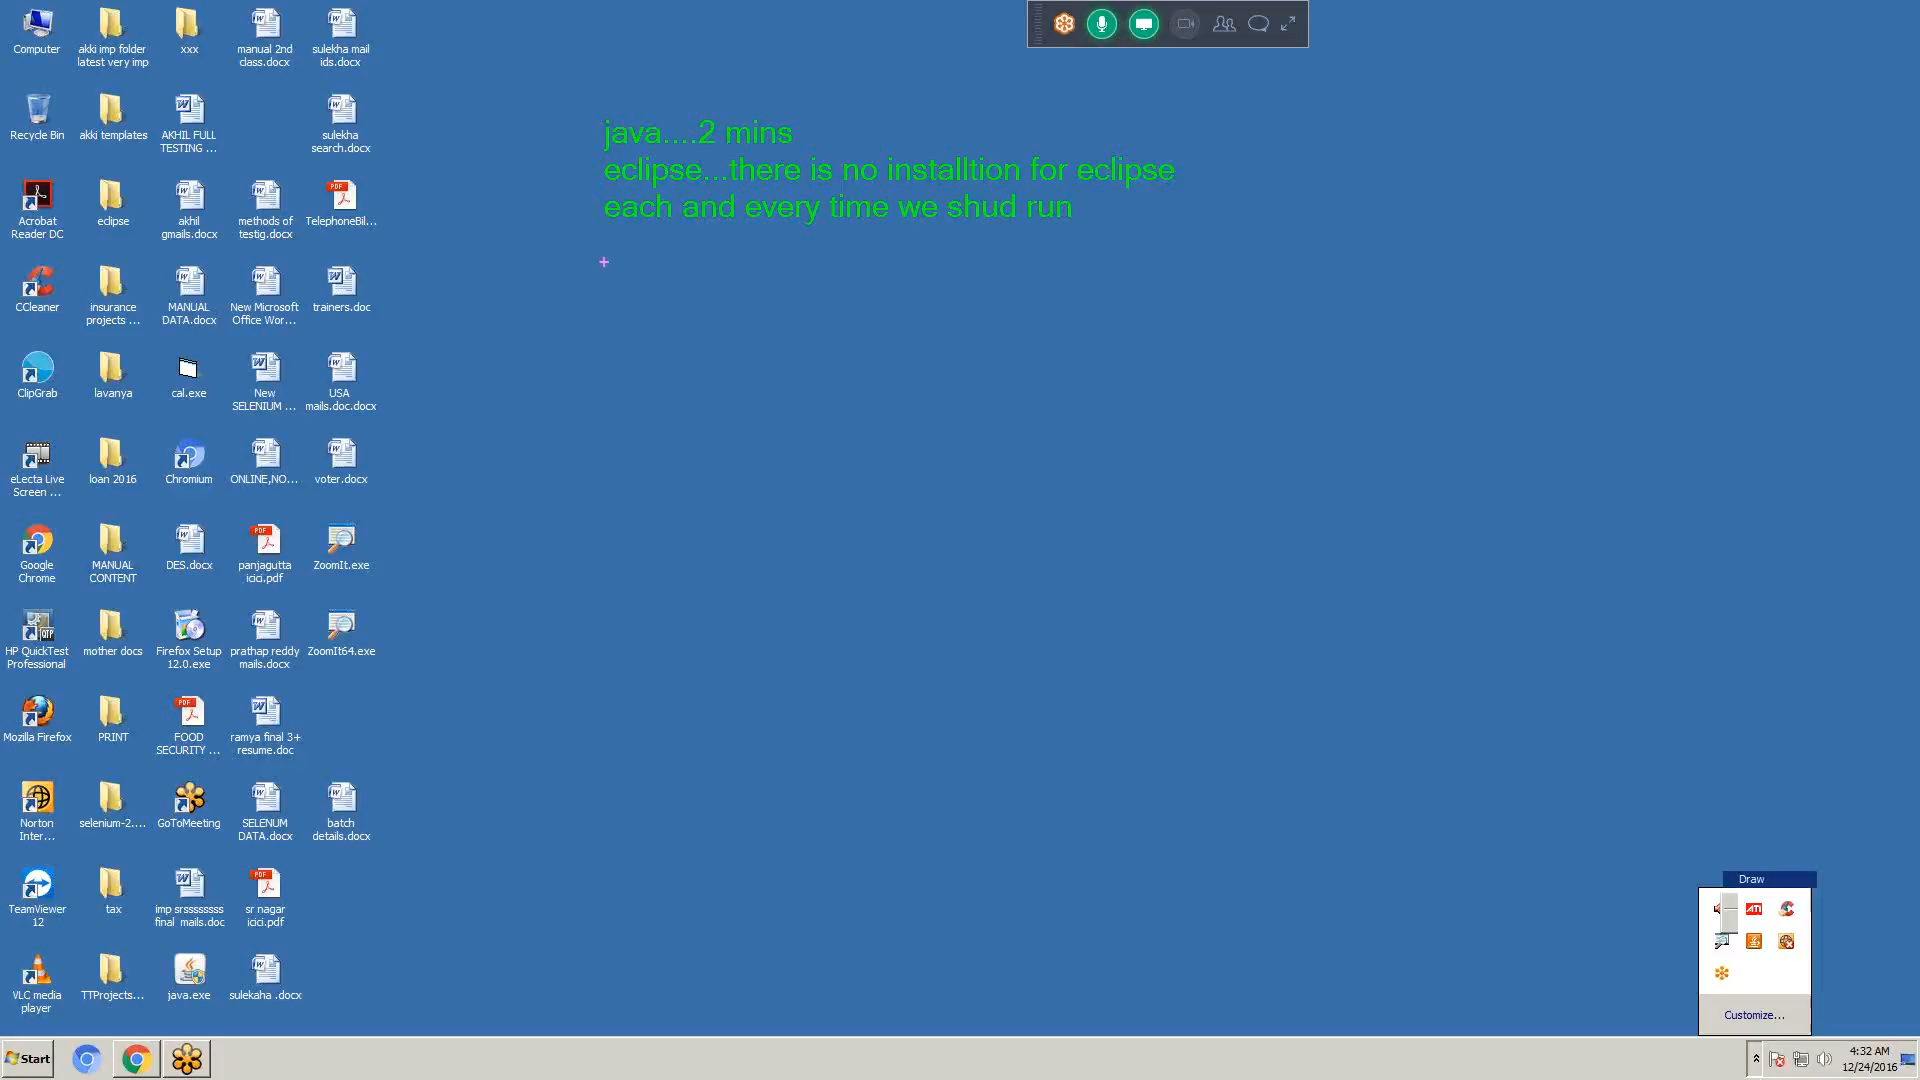 Computer
akki imp folder
latest very imp
xxx
manual 2nd
class.docx
sulekha mail
ids.docx
Recycle Bin
akki templates
AKHIL FULL
TESTING ...
sulekha
search.docx
Acrobat
Reader DC
eclipse
akhil
gmails.docx
methods of
testig.docx
TelephoneBil...
CCleaner
insurance
projects ...
MANUAL
DATA.docx
New Microsoft
Office Wor...
trainers.doc
ClipGrab
lavanya
cal.exe
New
SELENIUM ...
USA
mails.doc.docx
eLecta Live
Screen ...
loan 2016
Chromium
ONLINE,NO...
voter.docx
Google
Chrome
MANUAL
CONTENT
DES.docx
panjagutta
icici.pdf
ZoomIt.exe
HP QuickTest
Professional
mother docs
Firefox Setup
12.0.exe
prathap reddy
mails.docx
ZoomIt64.exe
Mozilla Firefox
PRINT
FOOD
SECURITY ...
ramya final 3+
resume.doc
Norton
Inter...
selenium-2....
GoToMeeting
SELENUM
DATA.docx
batch
details.docx
TeamViewer
12
tax
imp srssssssss
final mails.doc
sr nagar
icici.pdf
VLC media
player
TTProjects...
java.exe
sulekaha .docx
java....2 mins
eclipse...there is no installtion for eclipse
each and every time we shud run
Draw
ATI
Customize...
Start
4:32 AM
12/24/2016